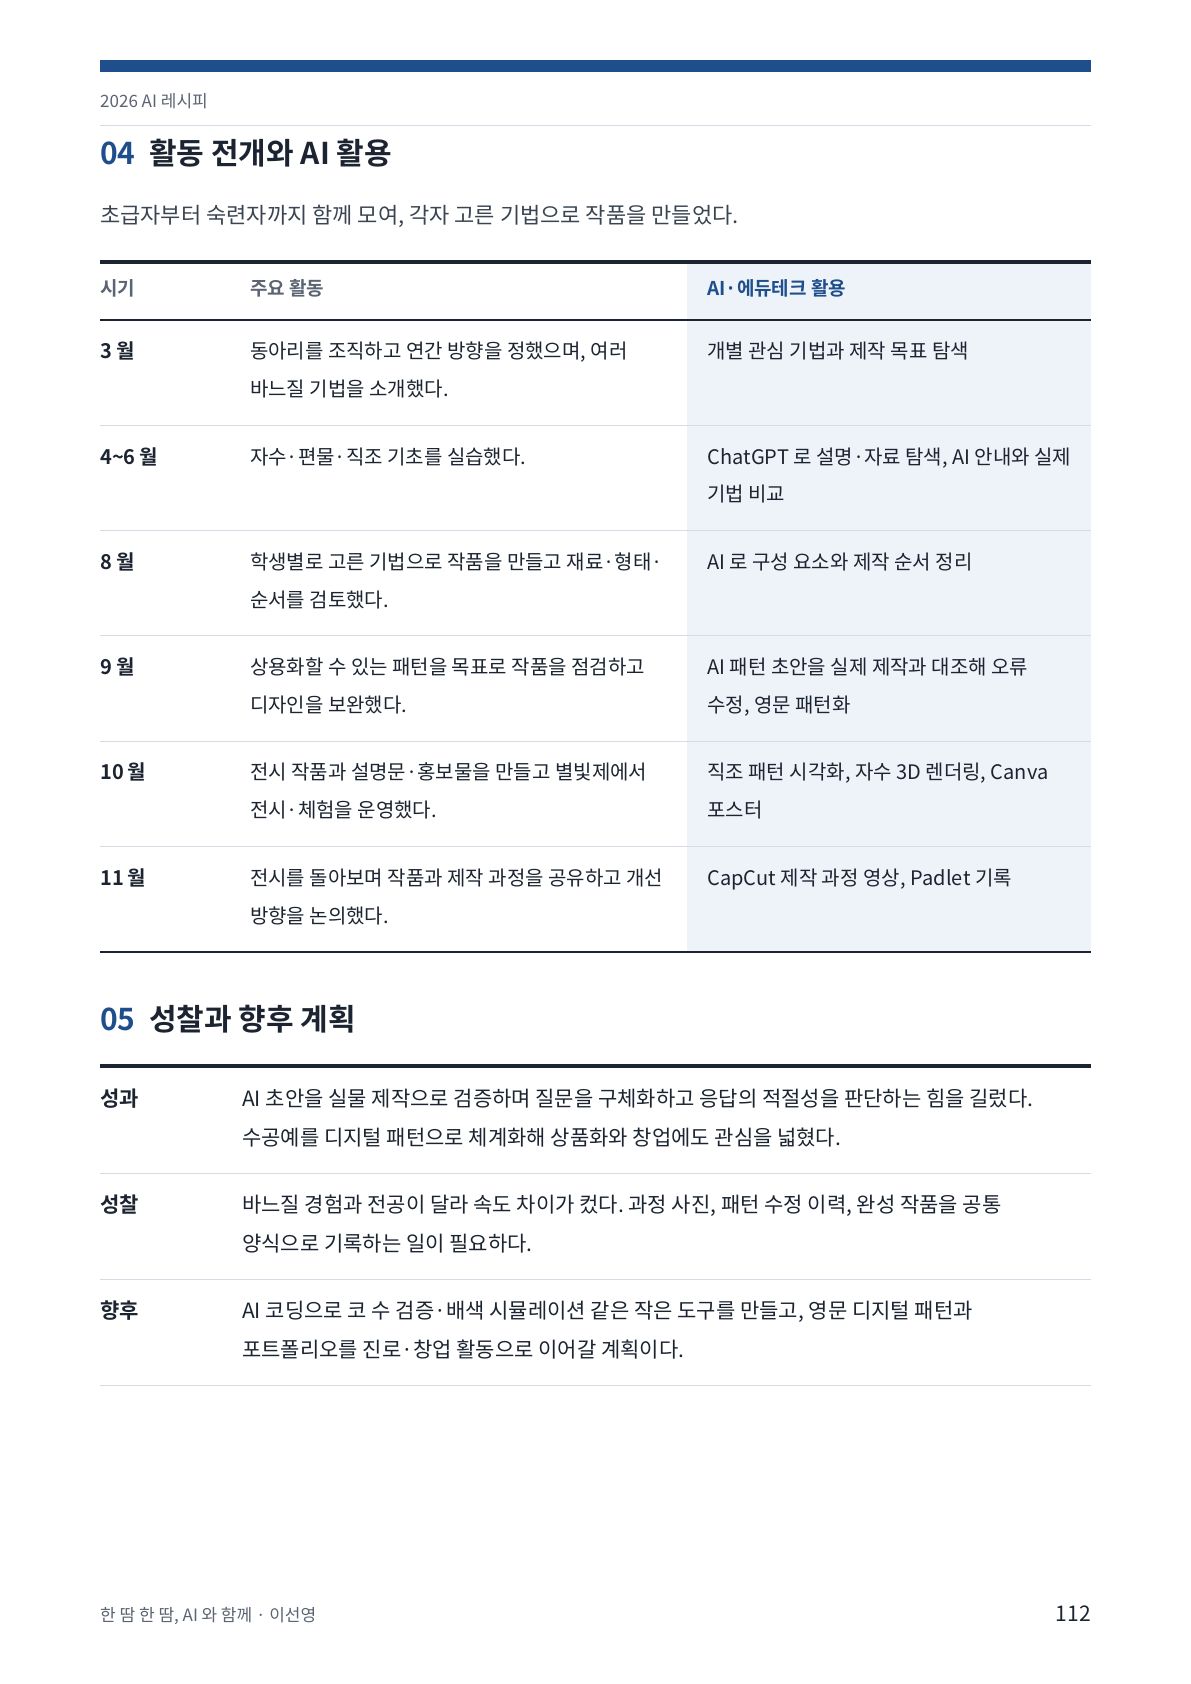 2026 AI 레시피
04 활동 전개와 AI 활용
초급자부터 숙련자까지 함께 모여, 각자 고른 기법으로 작품을 만들었다.
시기 주요 활동 AI·에듀테크 활용
3 월 동아리를 조직하고 연간 방향을 정했으며, 여러 개별 관심 기법과 제작 목표 탐색
바느질 기법을 소개했다.
4~6 월 자수·편물·직조 기초를 실습했다. ChatGPT 로 설명·자료 탐색, AI 안내와 실제
기법 비교
8 월 학생별로 고른 기법으로 작품을 만들고 재료·형태· AI 로 구성 요소와 제작 순서 정리
순서를 검토했다.
9 월 상용화할 수 있는 패턴을 목표로 작품을 점검하고 AI 패턴 초안을 실제 제작과 대조해 오류
디자인을 보완했다. 수정, 영문 패턴화
10 월 전시 작품과 설명문·홍보물을 만들고 별빛제에서 직조 패턴 시각화, 자수 3D 렌더링, Canva
전시·체험을 운영했다. 포스터
11 월 전시를 돌아보며 작품과 제작 과정을 공유하고 개선 CapCut 제작 과정 영상, Padlet 기록
방향을 논의했다.
05 성찰과 향후 계획
성과 AI 초안을 실물 제작으로 검증하며 질문을 구체화하고 응답의 적절성을 판단하는 힘을 길렀다.
수공예를 디지털 패턴으로 체계화해 상품화와 창업에도 관심을 넓혔다.
성찰 바느질 경험과 전공이 달라 속도 차이가 컸다. 과정 사진, 패턴 수정 이력, 완성 작품을 공통
양식으로 기록하는 일이 필요하다.
향후 AI 코딩으로 코 수 검증·배색 시뮬레이션 같은 작은 도구를 만들고, 영문 디지털 패턴과
포트폴리오를 진로·창업 활동으로 이어갈 계획이다.
한 땀 한 땀, AI 와 함께 · 이선영 112